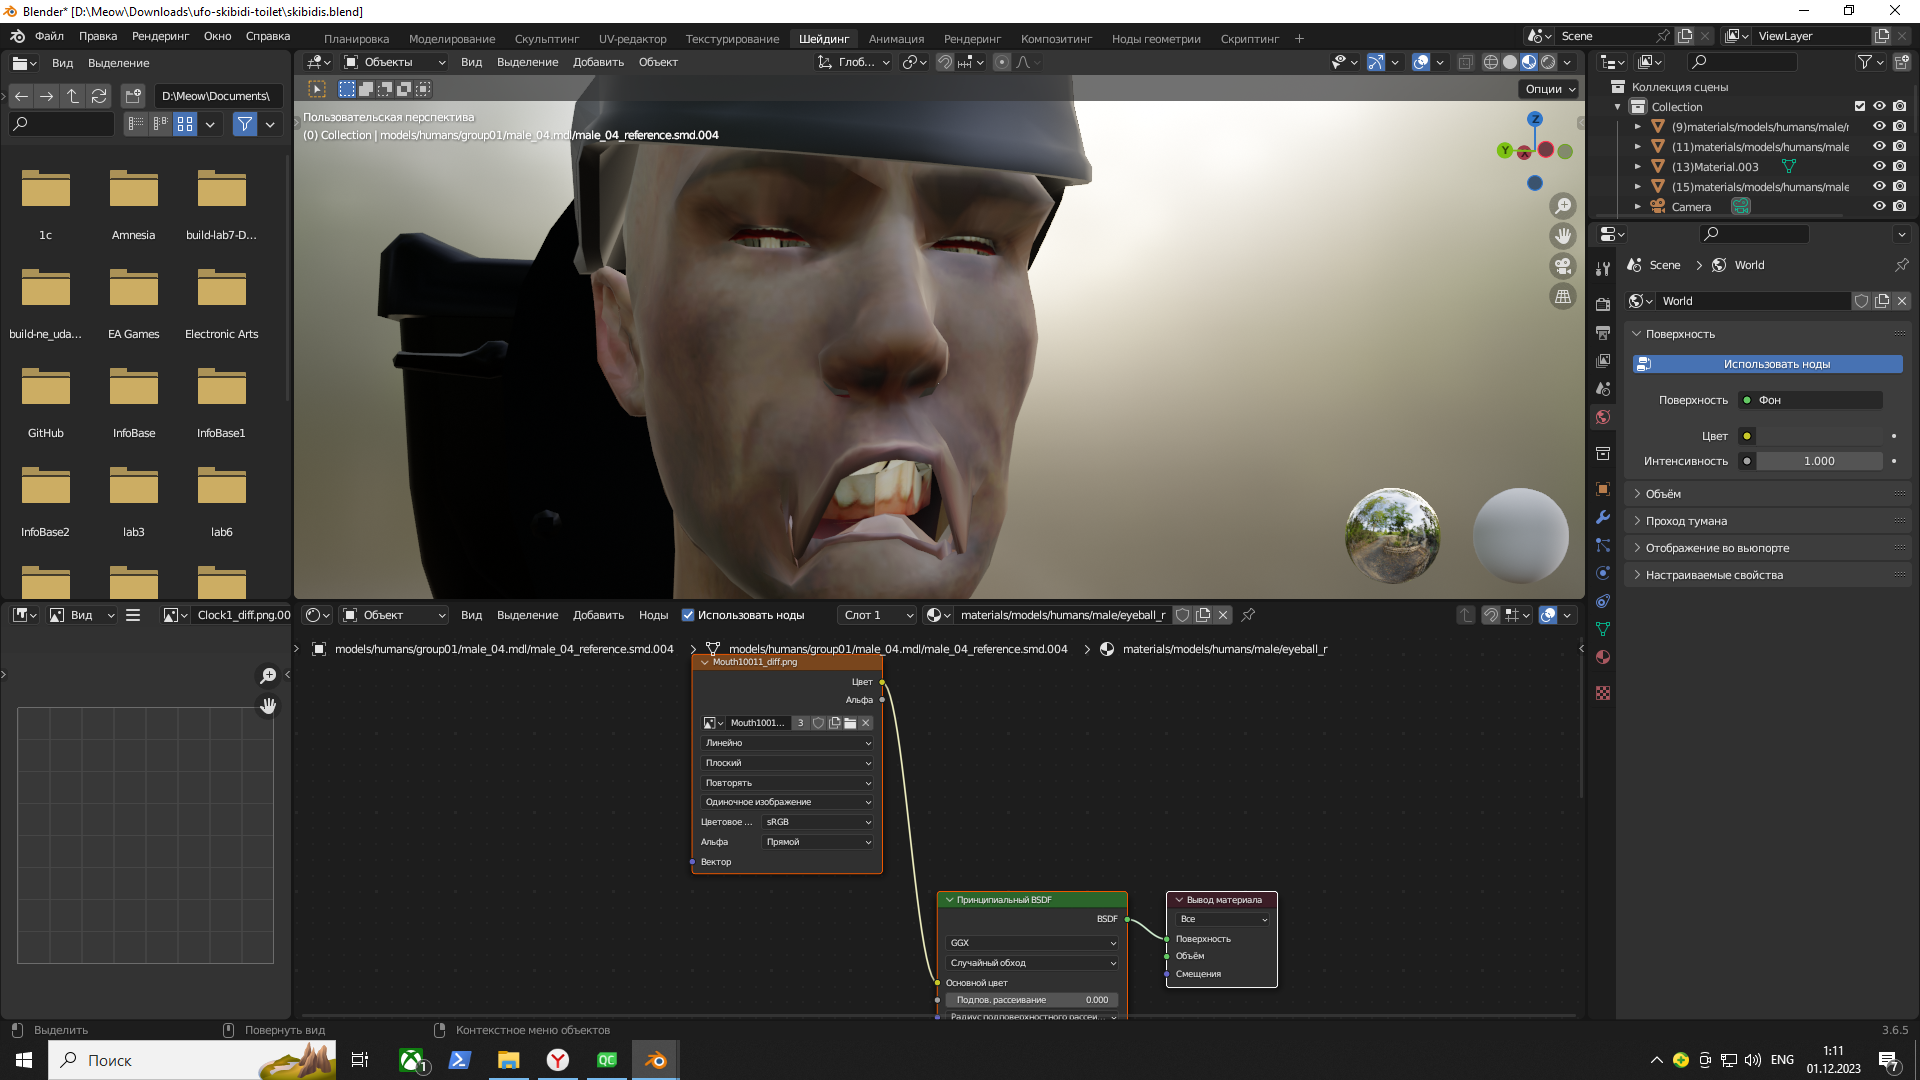 Blender* [D:\Meow\Downloads\ufo-skibidi-toilet\skibidis.blend]
Файл Правка Рендеринг Окно Справка
Планировка Моделирование Скульптинг UV-редактор Текстурирование Шейдинг Анимация Рендеринг Композитинг Ноды геометрии Скриптинг +
Scene
ViewLayer
Вид Выделение
D:\Meow\Documents\
1c
Amnesia
build-lab7-D...
build-ne_uda...
EA Games
Electronic Arts
GitHub
InfoBase
InfoBase1
InfoBase2
lab3
lab6
Объекты Вид Выделение Добавить Объект
Глоб...
Опции
Пользовательская перспектива
(0) Collection | models/humans/group01/male_04.mdl/male_04_reference.smd.004
Z
Y
X
Коллекция сцены
Collection
(9)materials/models/humans/male/r
(11)materials/models/humans/male
(13)Material.003
(15)materials/models/humans/male
Camera
Scene > World
World
Поверхность
Использовать ноды
Поверхность Фон
Цвет
Интенсивность 1.000
Объём
Проход тумана
Отображение во вьюпорте
Настраиваемые свойства
Вид
Clock1_diff.png.00
Объект Вид Выделение Добавить Ноды Использовать ноды
Слот 1
materials/models/humans/male/eyeball_r
models/humans/group01/male_04.mdl/male_04_reference.smd.004 > models/humans/group01/male_04.mdl/male_04_reference.smd.004 > materials/models/humans/male/eyeball_r
Mouth10011_diff.png
Цвет
Альфа
Mouth1001... 3
Линейно
Плоский
Повторять
Одиночное изображение
Цветовое ... sRGB
Альфа Прямой
Вектор
Принципиальный BSDF
BSDF
GGX
Случайный обход
Основной цвет
Подпов. рассеивание 0.000
Радиус подповерхностного рассеи...
Вывод материала
Все
Поверхность
Объём
Смещения
Выделить
Повернуть вид
Контекстное меню объектов
3.6.5
Поиск
1
QC
ENG
1:11
01.12.2023
7